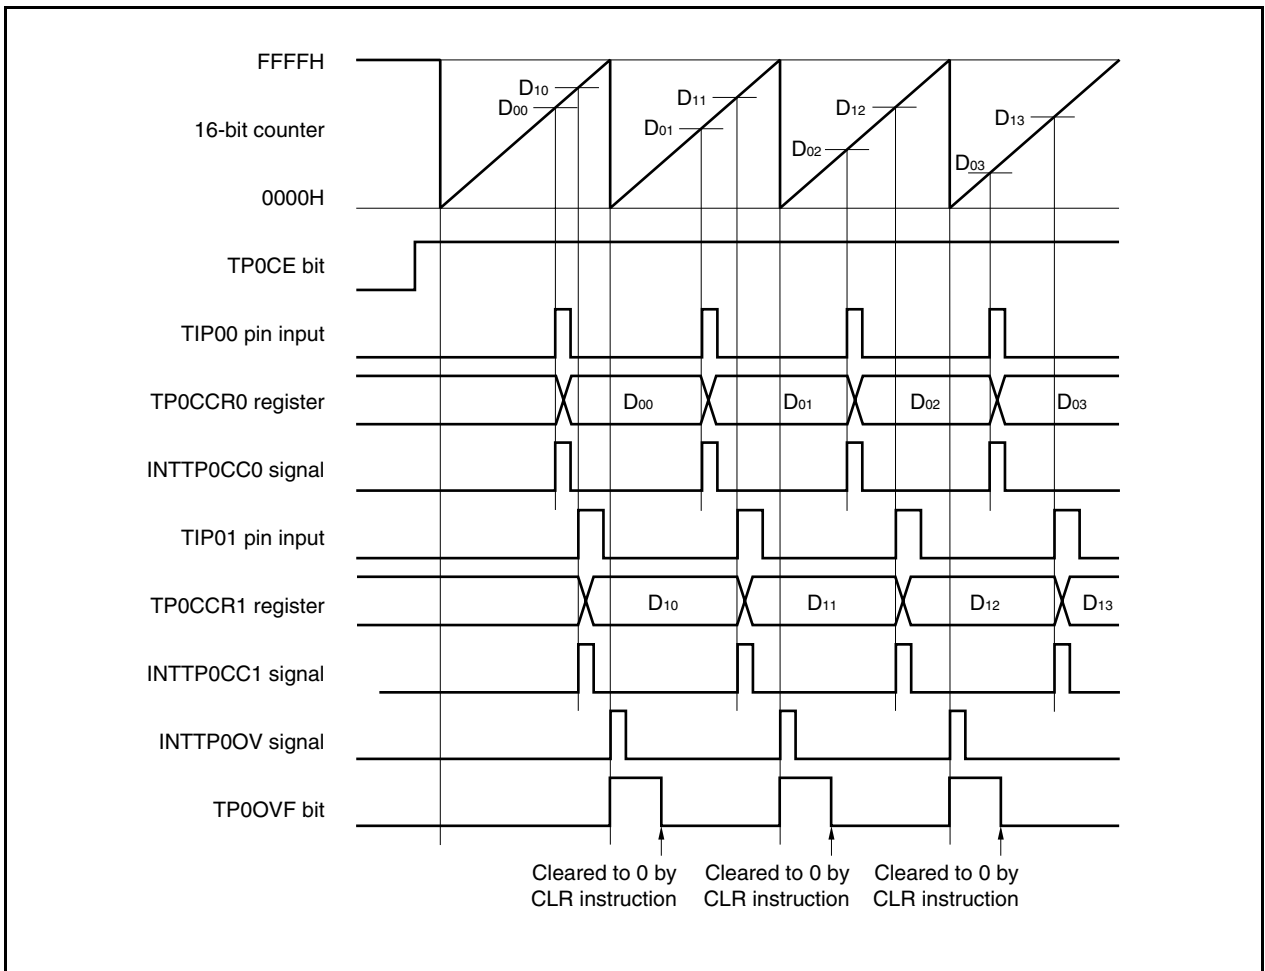 FFFFH
D10
D00
D11
D01
D12
D02
D13
D03
16-bit counter
0000H
TP0CE bit
TIP00 pin input
TP0CCR0 register
D00
D01
D02
D03
INTTP0CC0 signal
TIP01 pin input
TP0CCR1 register
D10
D11
D12
D13
INTTP0CC1 signal
INTTP0OV signal
TP0OVF bit
Cleared to 0 by
CLR instruction
Cleared to 0 by
CLR instruction
Cleared to 0 by
CLR instruction